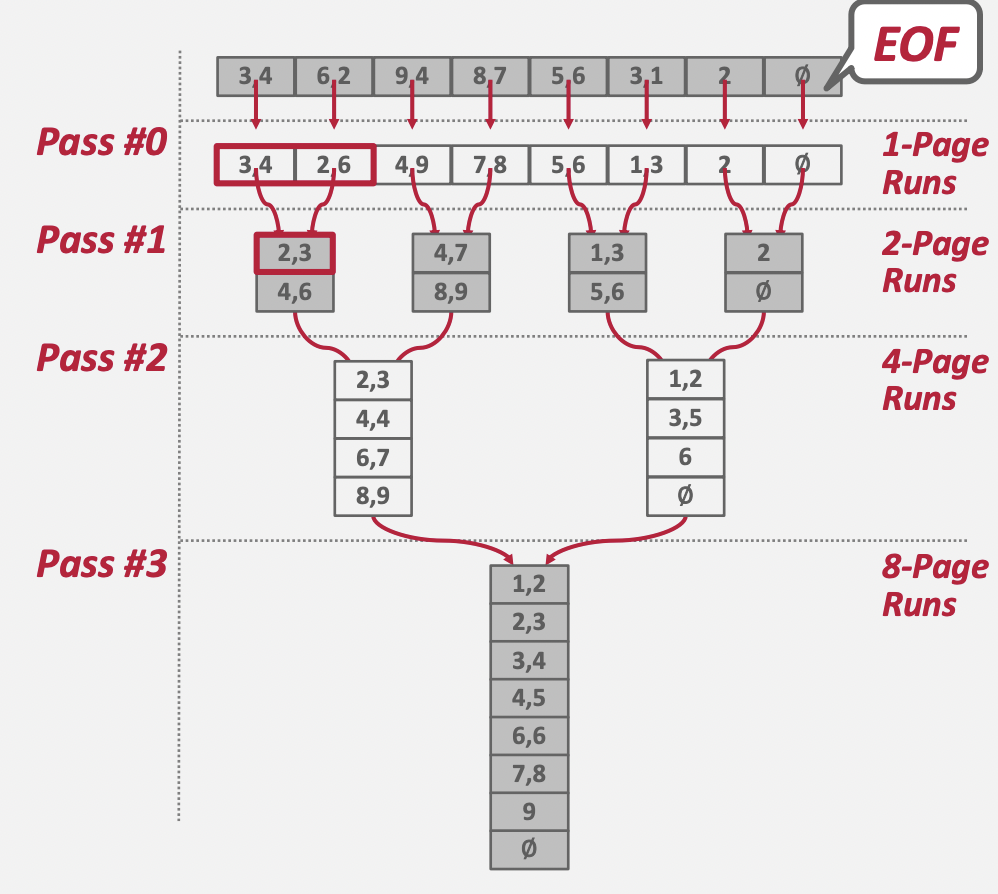 EOF
3,4 6,2 9,4 8,7 5,6 3,1 2 Ø
Pass #0
3,4 2,6 4,9 7,8 5,6 1,3 2 Ø
1-Page
Runs
Pass #1
2,3 4,7 1,3 2
4,6 8,9 5,6 Ø
2-Page
Runs
Pass #2
2,3 1,2
4,4 3,5
6,7 6
8,9 Ø
4-Page
Runs
Pass #3
1,2
2,3
3,4
4,5
6,6
7,8
9
Ø
8-Page
Runs